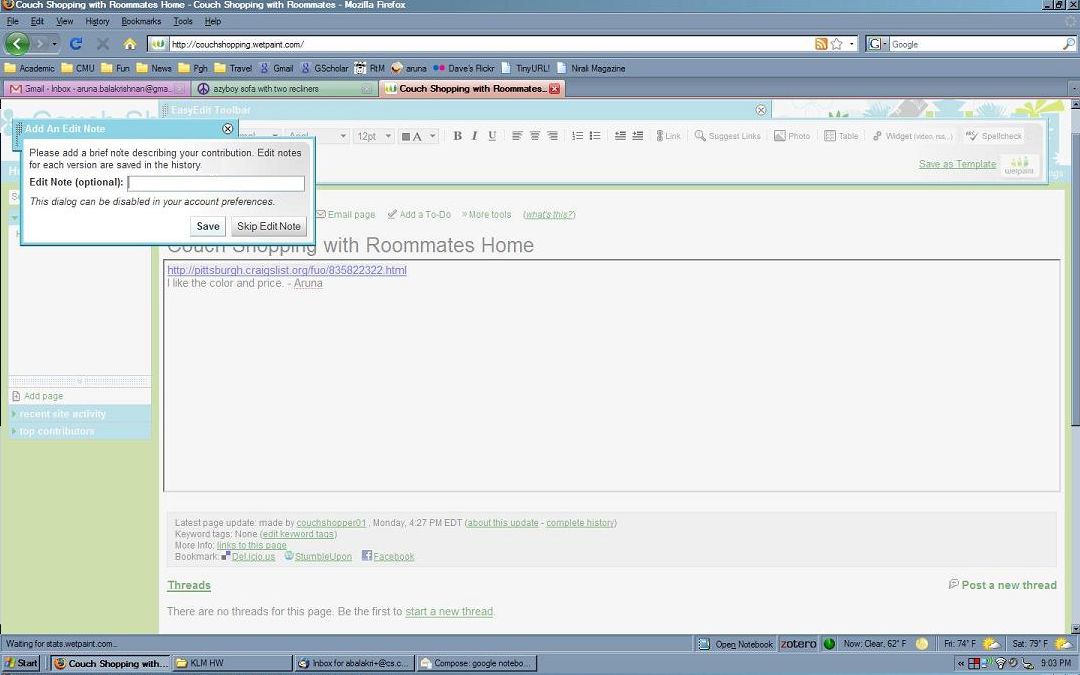 Couch Shopping with Roommates Home - Couch Shopping with Roommates - Mozilla Firefox
File Edit View History Bookmarks Tools Help
http://couchshopping.wetpaint.com/
G Google
Academic CMU Fun News Pgh Travel Gmail GScholar RtM aruna Dave's Flickr TinyURL! Nirali Magazine
Gmail - Inbox - aruna.balakrishnan@gma...
azyboy sofa with two recliners
Couch Shopping with Roommates...
EasyEdit Toolbar
12pt A B I U Link Suggest Links Photo Table Widget (video, rss,..) Spellcheck
Save as Template
wetpaint
Add An Edit Note
Please add a brief note describing your contribution. Edit notes
for each version are saved in the history.
Edit Note (optional):
This dialog can be disabled in your account preferences.
Save Skip Edit Note
Email page Add a To-Do » More tools (what's this?)
Couch Shopping with Roommates Home
http://pittsburgh.craigslist.org/fuo/835822322.html
I like the color and price. - Aruna
Add page
recent site activity
top contributors
Latest page update: made by couchshopper01 , Monday, 4:27 PM EDT (about this update - complete history)
Keyword tags: None (edit keyword tags)
More Info: links to this page
Bookmark: Del.icio.us StumbleUpon Facebook
Threads
Post a new thread
There are no threads for this page. Be the first to start a new thread.
Waiting for stats.wetpaint.com...
Open Notebook zotero Now: Clear, 62° F Fri: 74° F Sat: 79° F
Start Couch Shopping with... KLM HW Inbox for abalakri+@cs.c... Compose: google notebo... « 9:03 PM